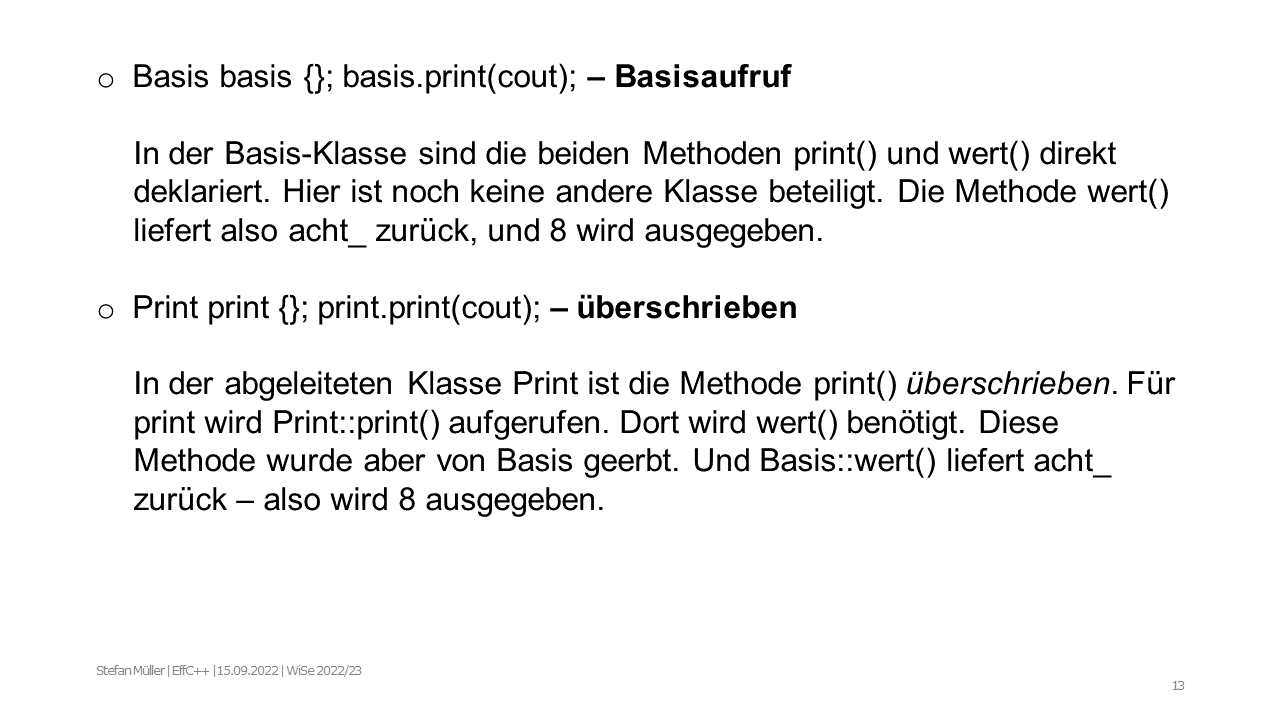 o Basis basis {}; basis.print(cout); – Basisaufruf
In der Basis-Klasse sind die beiden Methoden print() und wert() direkt
deklariert. Hier ist noch keine andere Klasse beteiligt. Die Methode wert()
liefert also acht_ zurück, und 8 wird ausgegeben.
o Print print {}; print.print(cout); – überschrieben
In der abgeleiteten Klasse Print ist die Methode print() überschrieben. Für
print wird Print::print() aufgerufen. Dort wird wert() benötigt. Diese
Methode wurde aber von Basis geerbt. Und Basis::wert() liefert acht_
zurück – also wird 8 ausgegeben.
Stefan Müller | EffC++ | 15.09.2022 | WiSe 2022/23
13